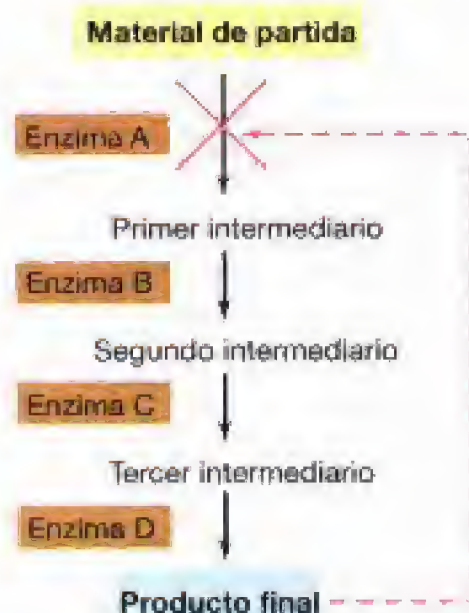 Material de partida
Enzima A
Primer intermediario
Enzima B
Segundo intermediario
Enzima C
Tercer intermediario
Enzima D
Producto final